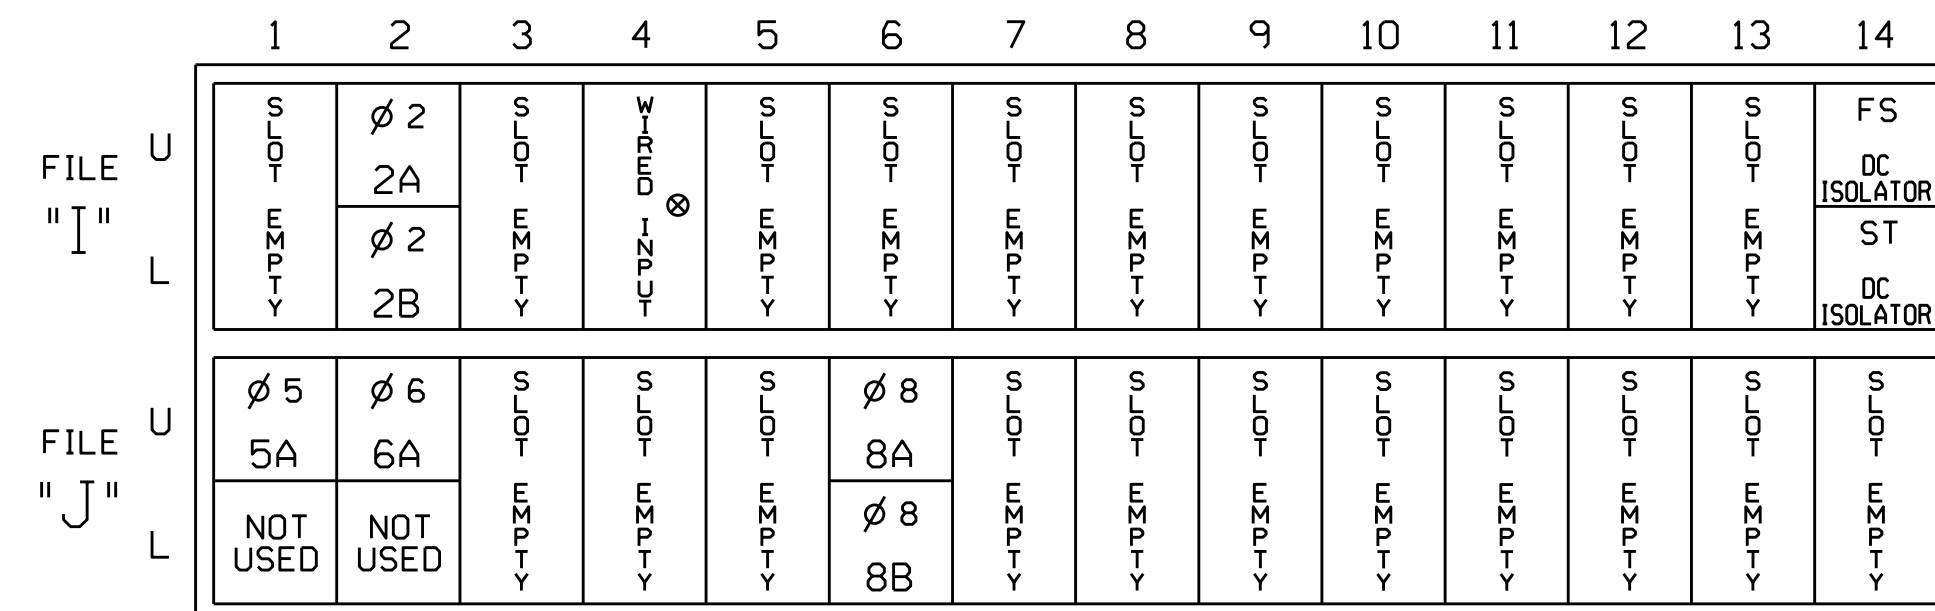 1 2 3 4 5 6 7 8 9 10 11 12 13 14
FILE
"I"
U
L
SLOT EMPTY
Ø 2
2A
Ø 2
2B
SLOT EMPTY
WIRED INPUT
SLOT EMPTY
SLOT EMPTY
SLOT EMPTY
SLOT EMPTY
SLOT EMPTY
SLOT EMPTY
SLOT EMPTY
SLOT EMPTY
SLOT EMPTY
FS
DC
ISOLATOR
ST
DC
ISOLATOR
FILE
"J"
U
L
Ø 5
5A
NOT
USED
Ø 6
6A
NOT
USED
SLOT EMPTY
SLOT EMPTY
SLOT EMPTY
Ø 8
8A
Ø 8
8B
SLOT EMPTY
SLOT EMPTY
SLOT EMPTY
SLOT EMPTY
SLOT EMPTY
SLOT EMPTY
SLOT EMPTY
SLOT EMPTY